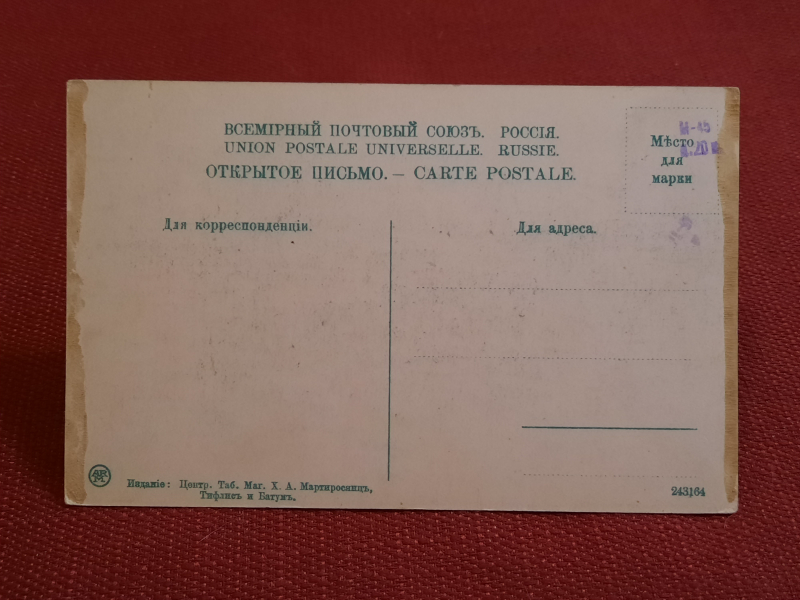 ВСЕМІРНЫЙ ПОЧТОВЫЙ СОЮЗЪ. РОССІЯ.
UNION POSTALE UNIVERSELLE. RUSSIE.
ОТКРЫТОЕ ПИСЬМО. — CARTE POSTALE.
Мѣсто
для
марки
Для корреспонденціи.
Для адреса.
Изданіе: Центр. Таб. Маг. Х. А. Мартиросянцъ,
Тифлисъ и Батумъ.
243164